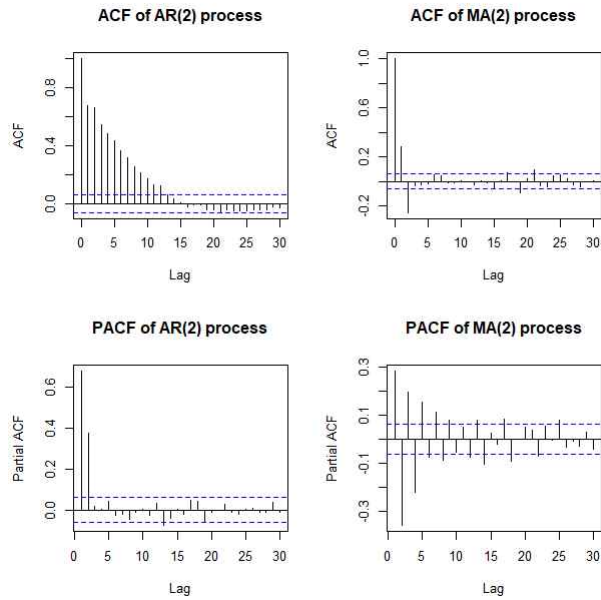 ACF of AR(2) process
ACF
0.0 0.4 0.8
0 5 10 15 20 25 30
Lag
ACF of MA(2) process
ACF
-0.2 0.2 0.6 1.0
0 5 10 15 20 25 30
Lag
PACF of AR(2) process
Partial ACF
0.0 0.2 0.4 0.6
0 5 10 15 20 25 30
Lag
PACF of MA(2) process
Partial ACF
-0.3 -0.1 0.1 0.3
0 5 10 15 20 25 30
Lag